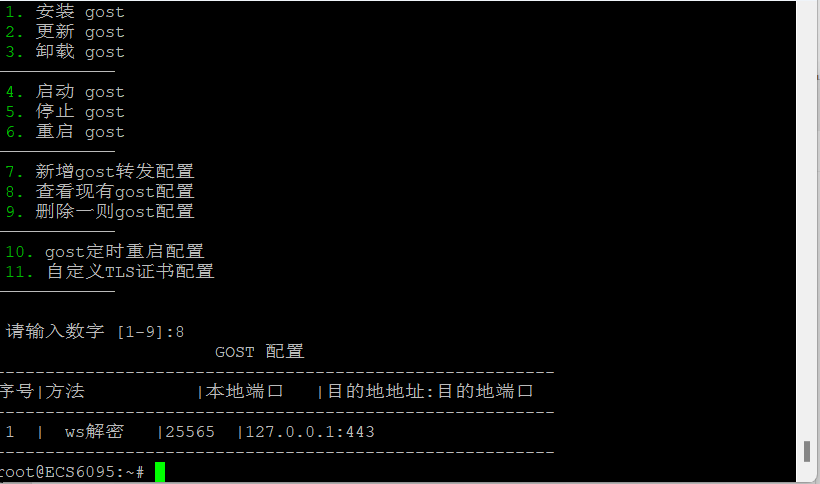 1. 安装 gost
2. 更新 gost
3. 卸载 gost
————————————
4. 启动 gost
5. 停止 gost
6. 重启 gost
————————————
7. 新增gost转发配置
8. 查看现有gost配置
9. 删除一则gost配置
————————————
10. gost定时重启配置
11. 自定义TLS证书配置
————————————
请输入数字 [1-9]:8
GOST 配置
--------------------------------------------------------
序号|方法 |本地端口 |目的地地址:目的地端口
--------------------------------------------------------
1 | ws解密 |25565 |127.0.0.1:443
--------------------------------------------------------
root@ECS6095:~#